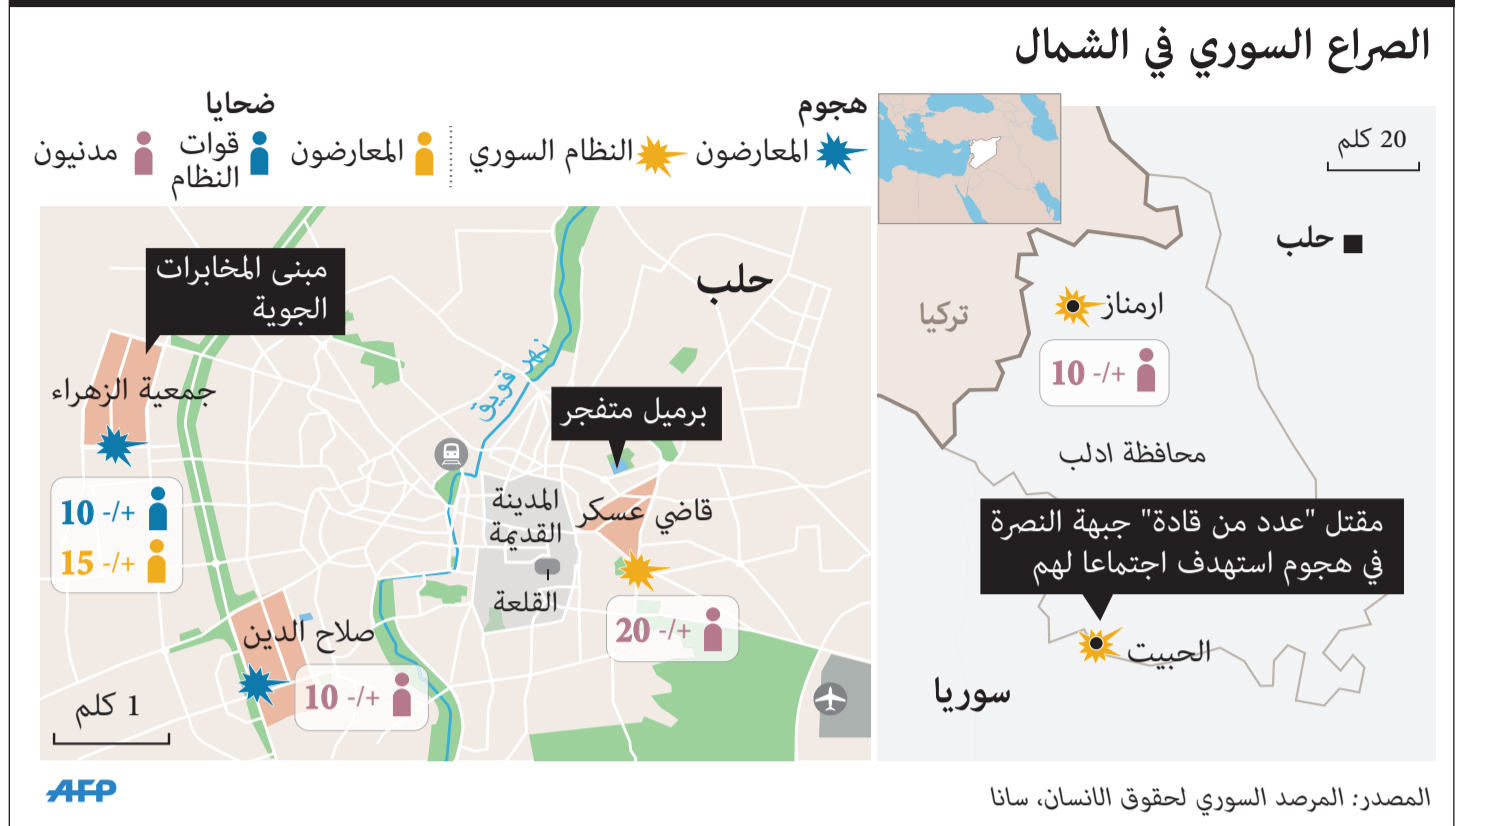 الصراع السوري في الشمال
هجوم
المعارضون
النظام السوري
ضحايا
المعارضون
قوات
النظام
مدنيون
20 كلم
حلب
تركيا
ارمناز
10 -/+
محافظة ادلب
مقتل "عدد من قادة" جبهة النصرة
في هجوم استهدف اجتماعا لهم
الحبيت
سوريا
حلب
مبنى المخابرات
الجوية
جمعية الزهراء
10 -/+
15 -/+
نهر قويق
برميل متفجر
قاضي عسكر
20 -/+
المدينة
القديمة
القلعة
صلاح الدين
10 -/+
1 كلم
المصدر: المرصد السوري لحقوق الانسان، سانا
AFP